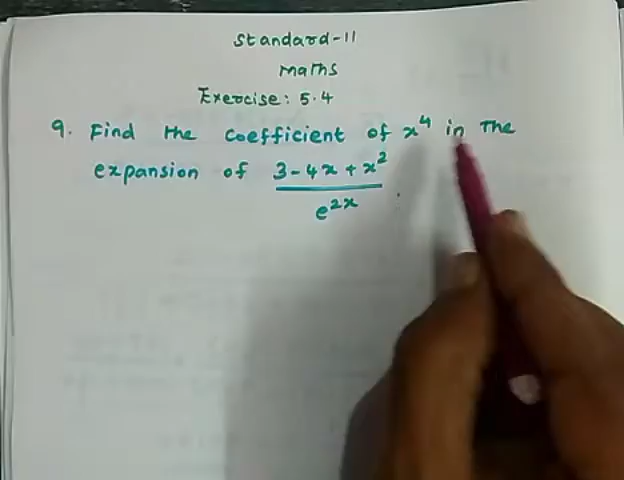 Standard-11
Maths
Exercise: 5.4
9. Find the coefficient of x⁴ in the
expansion of (3-4x+x²)/e²ˣ.